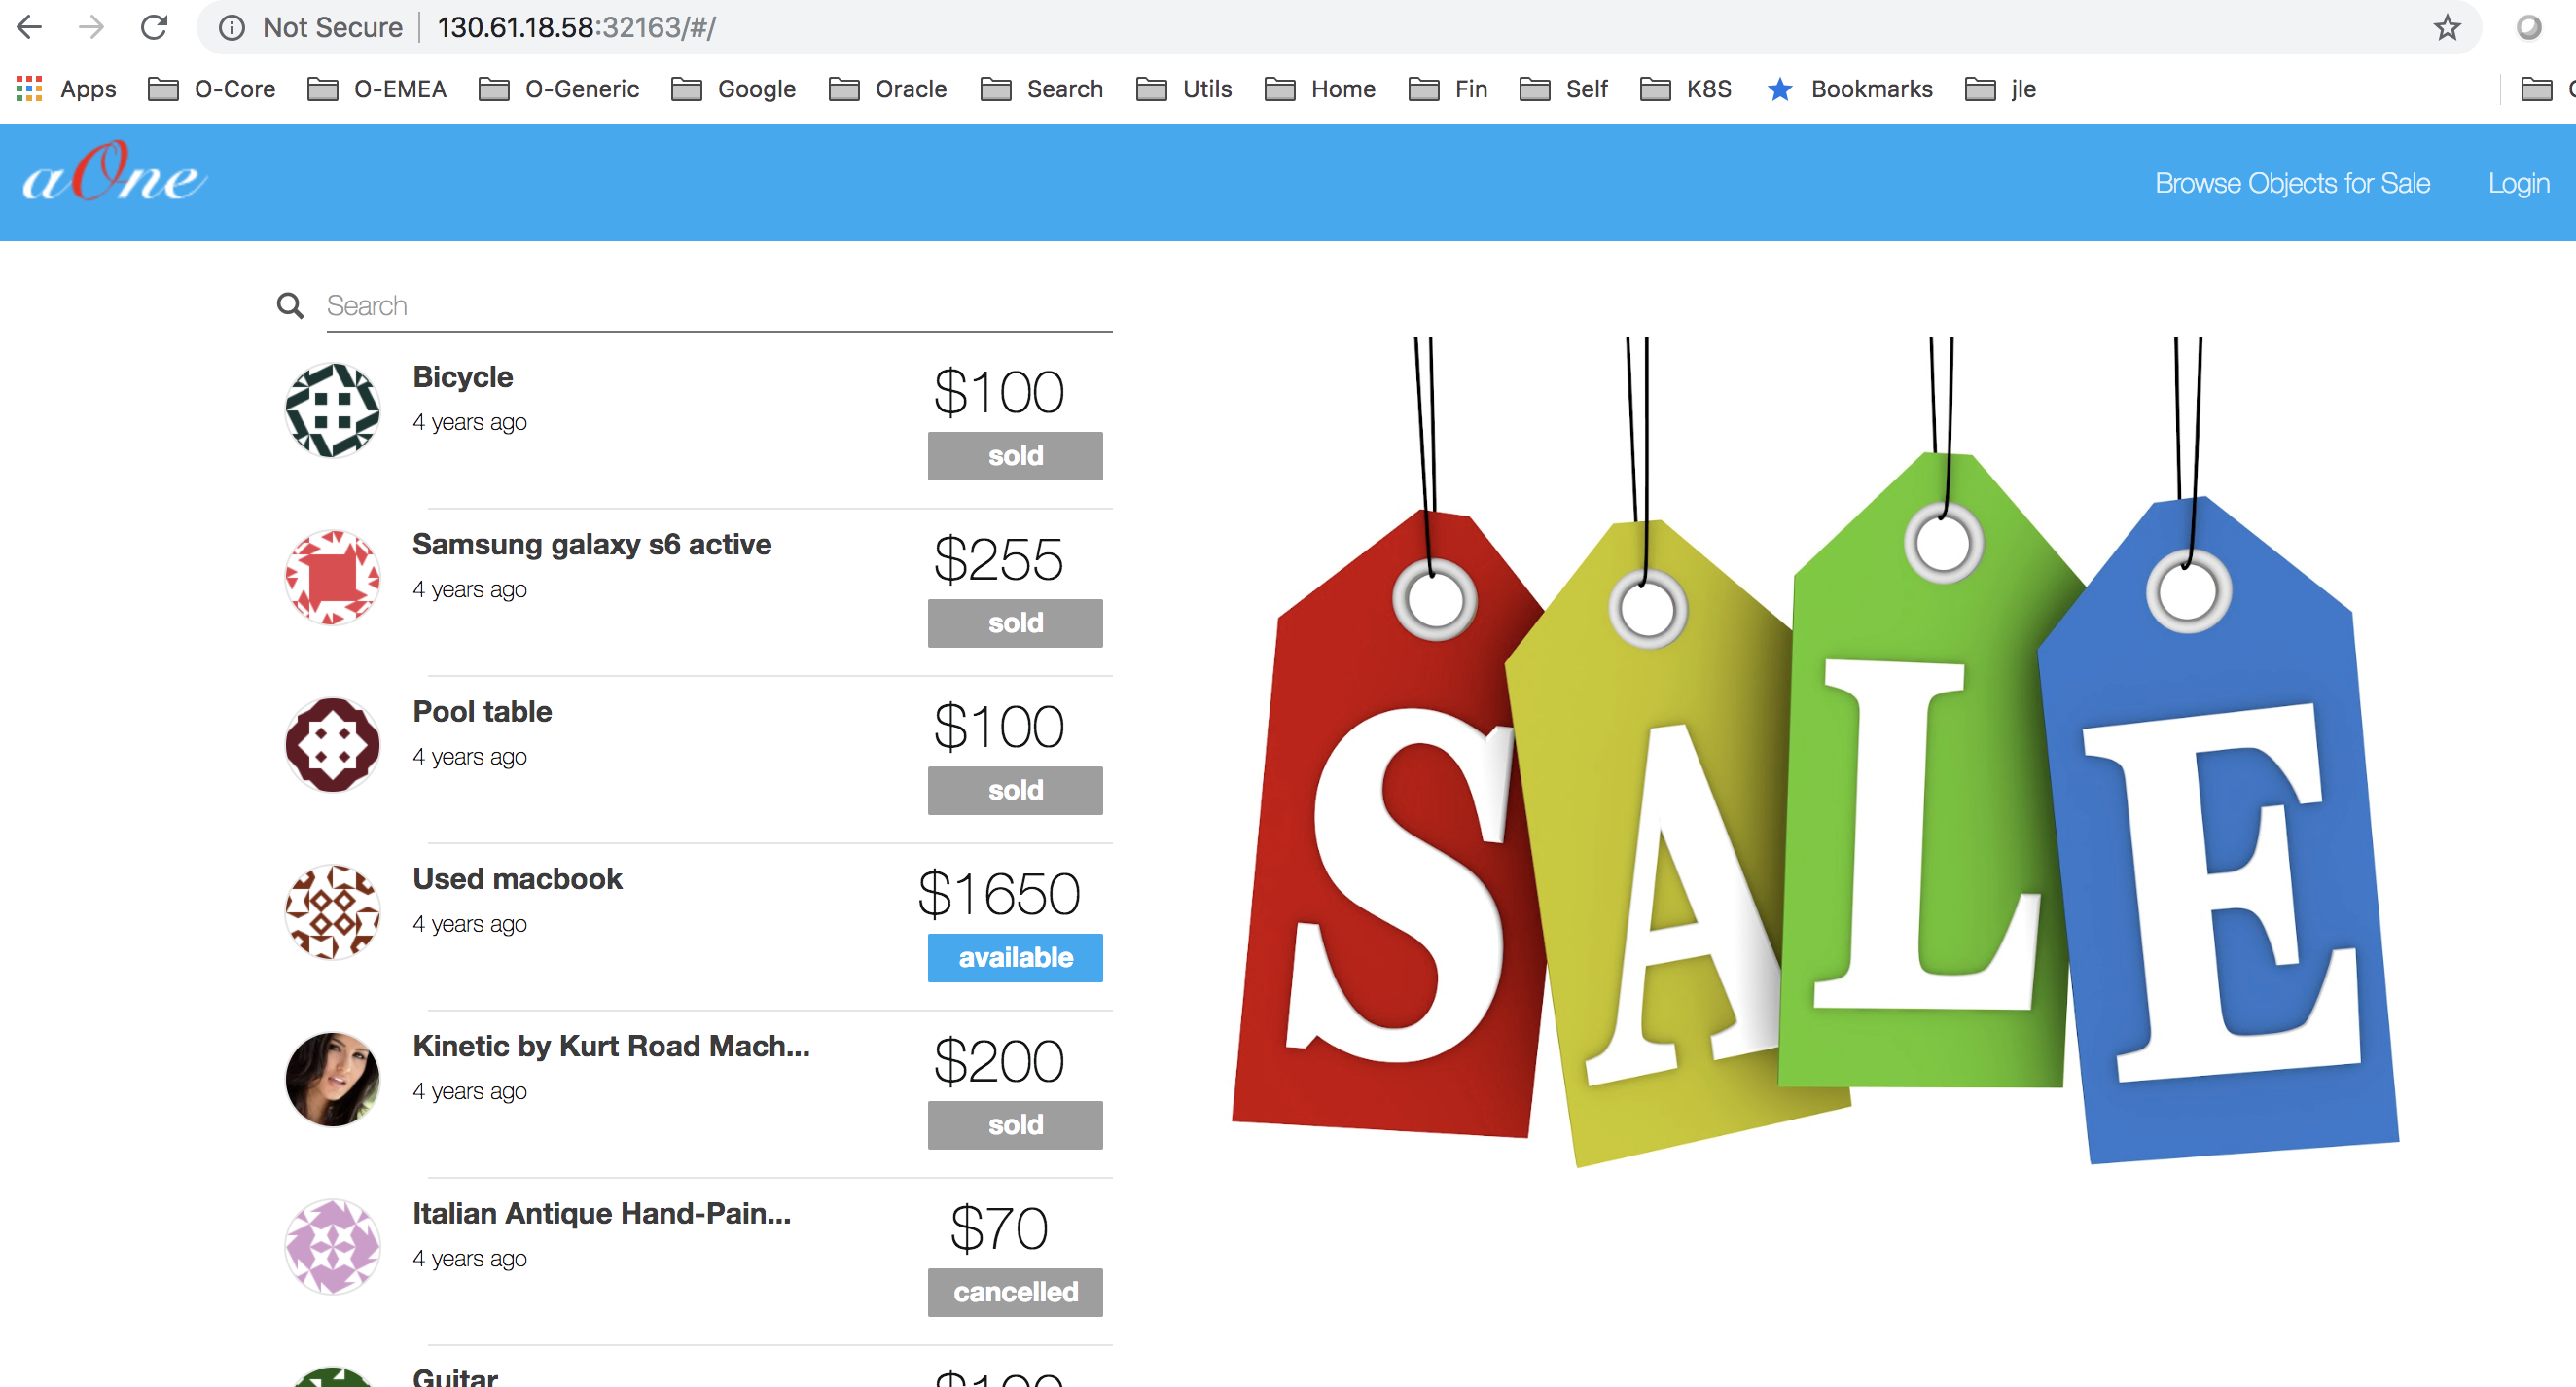 Not Secure | 130.61.18.58:32163/#/
Apps O-Core O-EMEA O-Generic Google Oracle Search Utils Home Fin Self K8S Bookmarks jle
aOne
Browse Objects for Sale Login
Search
Bicycle
$100
4 years ago
sold
Samsung galaxy s6 active
$255
4 years ago
sold
Pool table
$100
4 years ago
sold
Used macbook
$1650
4 years ago
available
Kinetic by Kurt Road Mach...
$200
4 years ago
sold
Italian Antique Hand-Pain...
$70
4 years ago
cancelled
Guitar
SALE